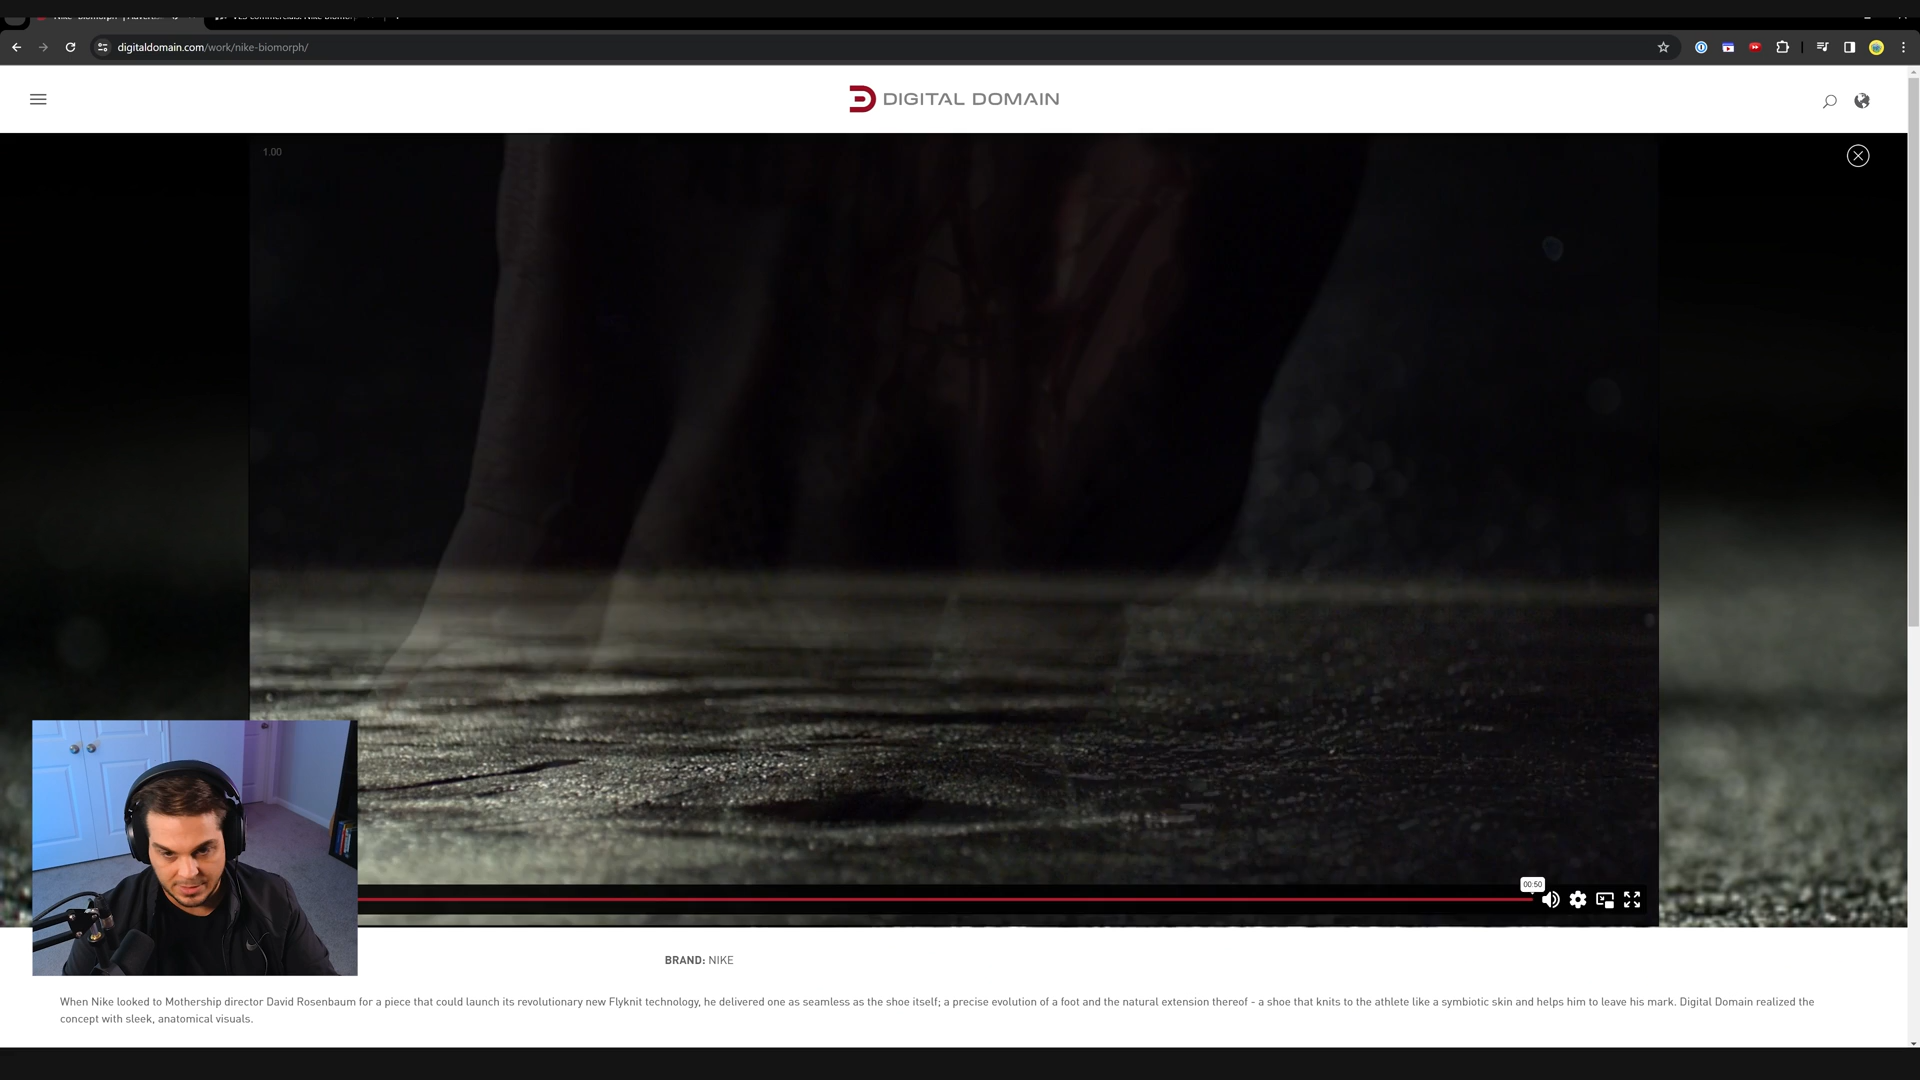 digitaldomain.com/work/nike-biomorph/
DIGITAL DOMAIN
1.00
00:50
BRAND: NIKE
When Nike looked to Mothership director David Rosenbaum for a piece that could launch its revolutionary new Flyknit technology, he delivered one as seamless as the shoe itself; a precise evolution of a foot and the natural extension thereof - a shoe that knits to the athlete like a symbiotic skin and helps him to leave his mark. Digital Domain realized the
concept with sleek, anatomical visuals.